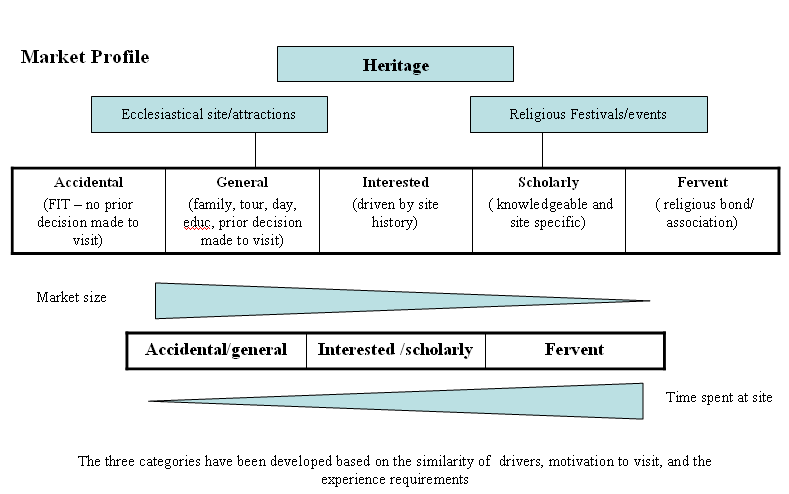 Market Profile
Heritage
Ecclesiastical site/attractions
Religious Festivals/events
Accidental
(FIT – no prior
decision made to
visit)
General
(family, tour, day,
educ, prior decision
made to visit)
Interested
(driven by site
history)
Scholarly
( knowledgeable and
site specific)
Fervent
( religious bond/
association)
Market size
Accidental/general
Interested /scholarly
Fervent
Time spent at site
The three categories have been developed based on the similarity of  drivers, motivation to visit, and the
experience requirements